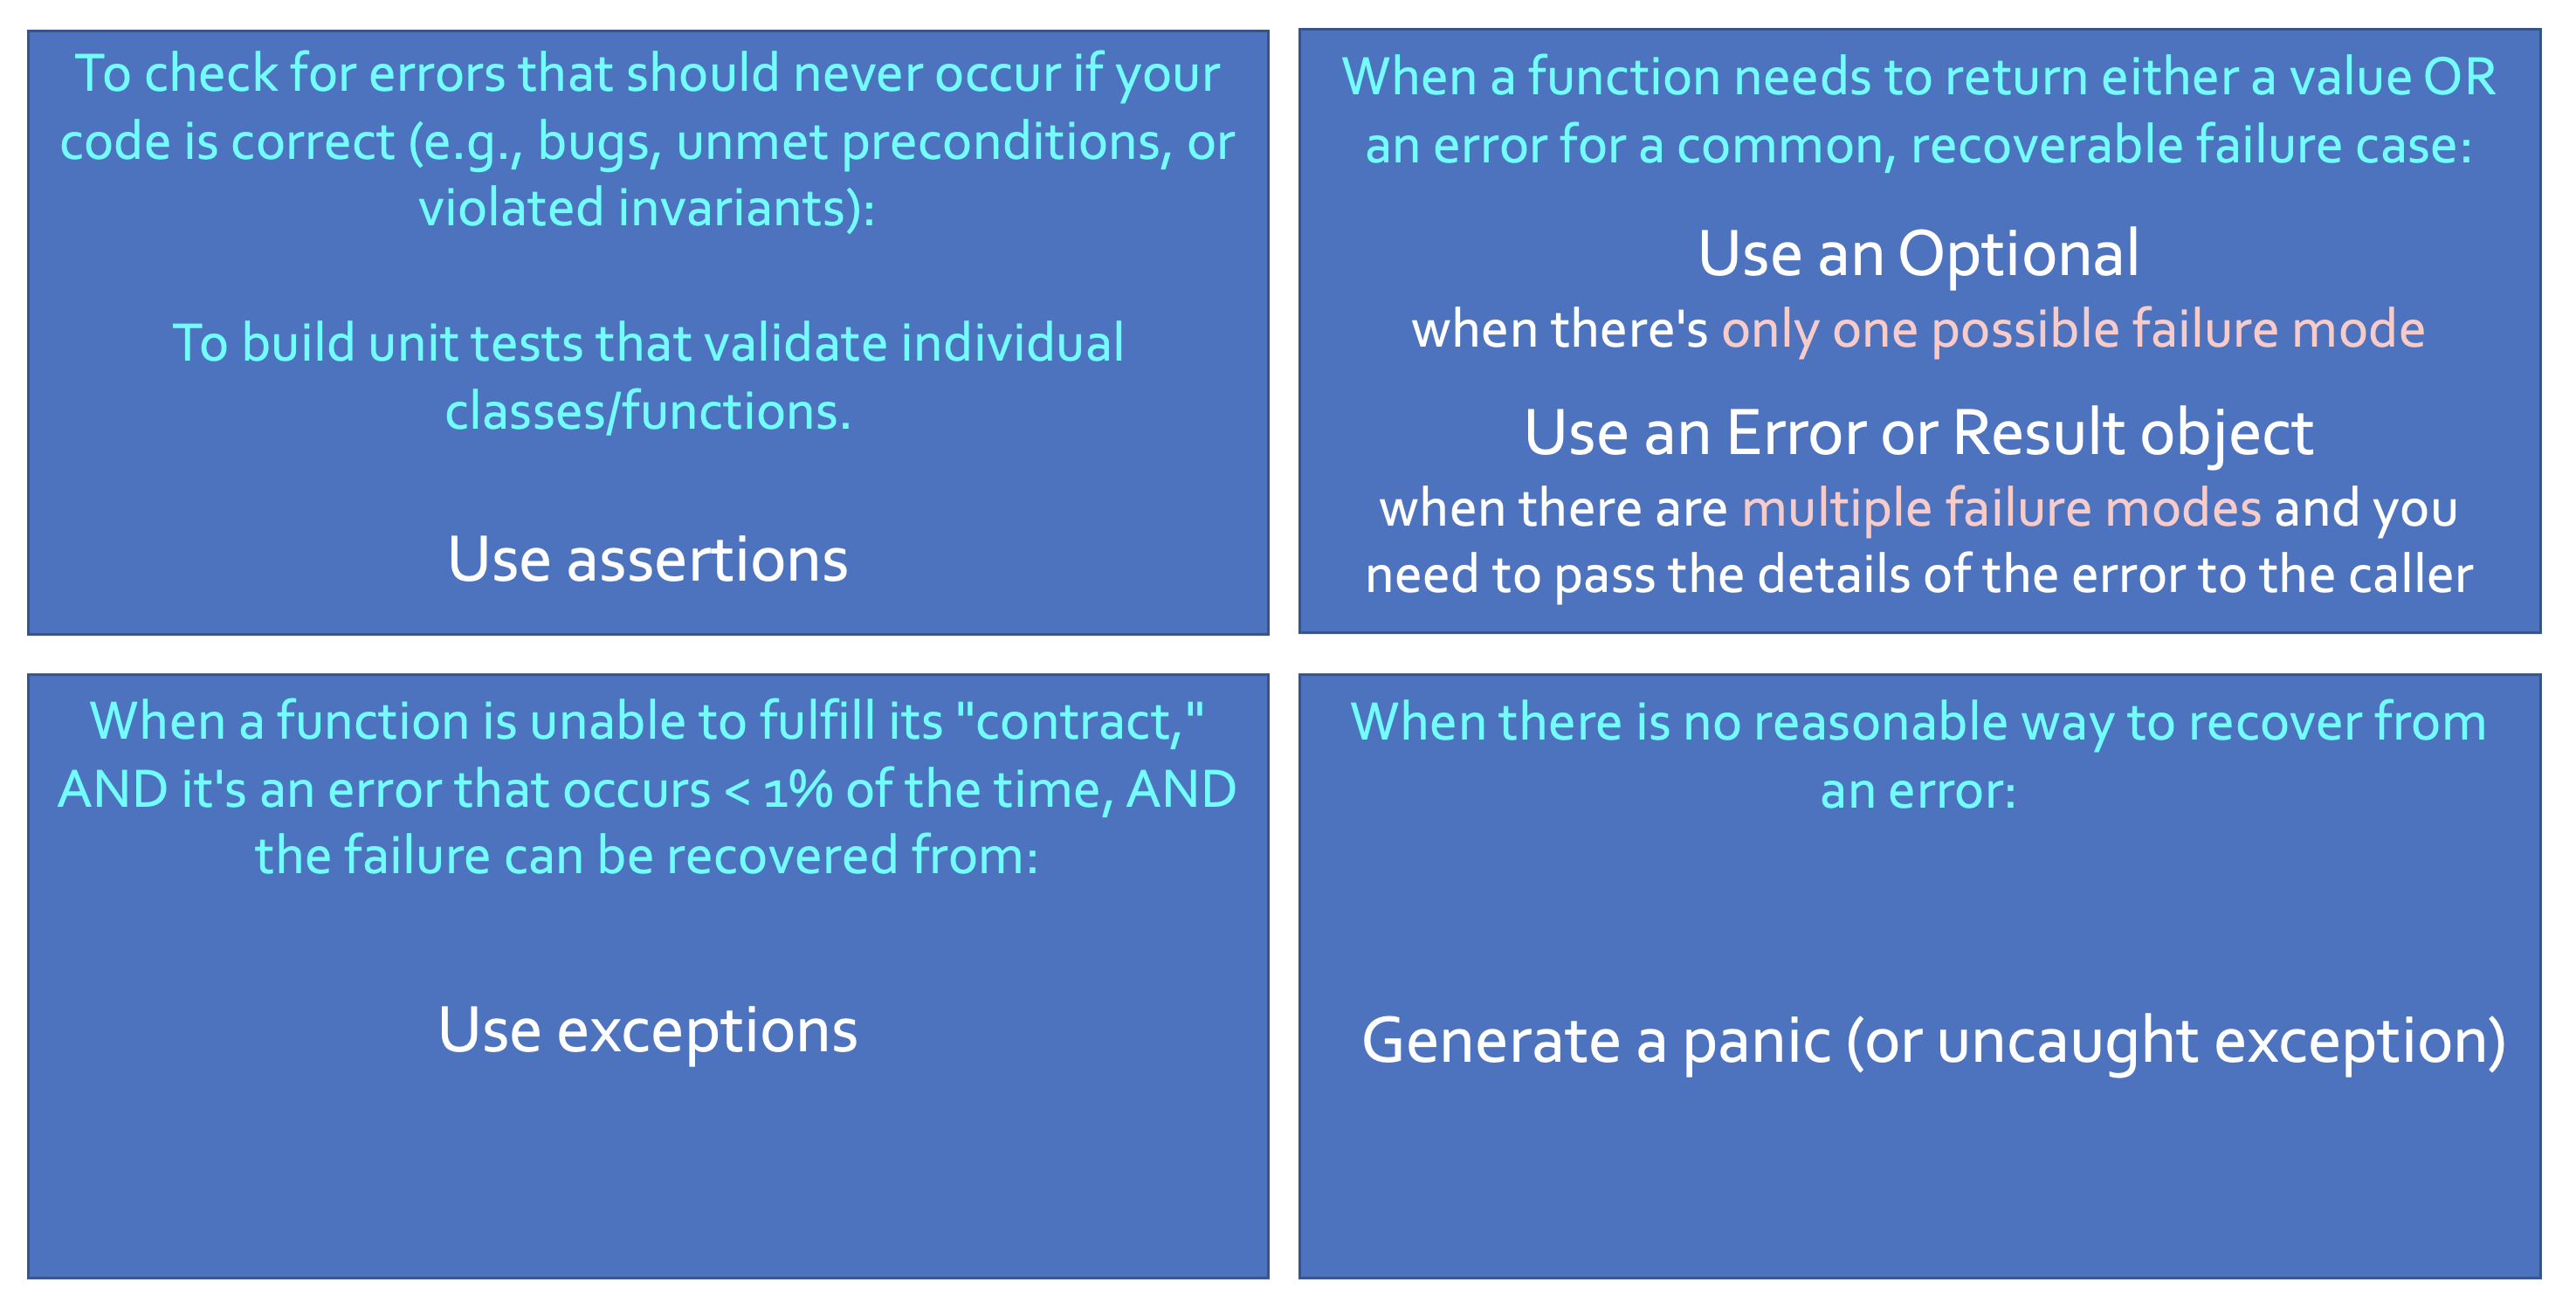 To check for errors that should never occur if your
code is correct (e.g., bugs, unmet preconditions, or
violated invariants):
To build unit tests that validate individual
classes/functions.
Use assertions
When a function needs to return either a value OR
an error for a common, recoverable failure case:
Use an Optional
when there's only one possible failure mode
Use an Error or Result object
when there are multiple failure modes and you
need to pass the details of the error to the caller
When a function is unable to fulfill its "contract,"
AND it's an error that occurs < 1% of the time, AND
the failure can be recovered from:
Use exceptions
When there is no reasonable way to recover from
an error:
Generate a panic (or uncaught exception)